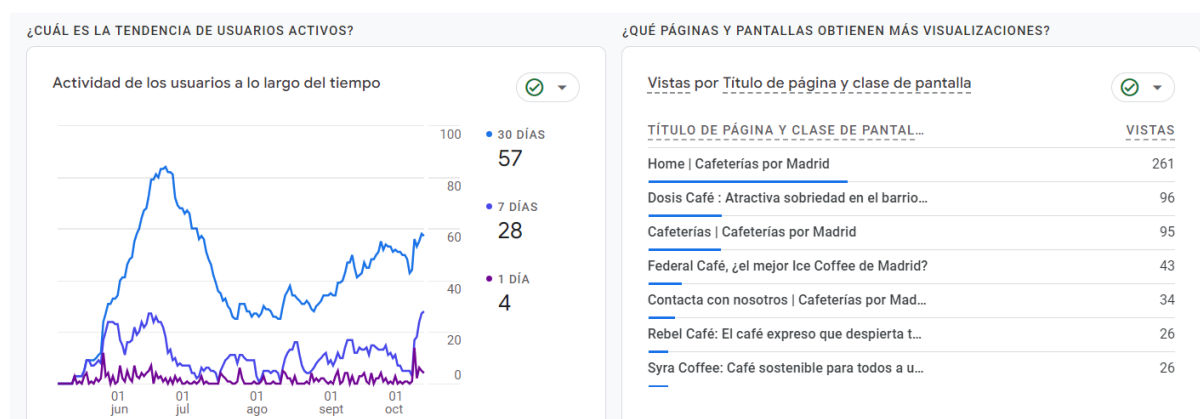 ¿CUÁL ES LA TENDENCIA DE USUARIOS ACTIVOS?
Actividad de los usuarios a lo largo del tiempo
100
80
60
40
20
0
01 jun
01 jul
01 ago
01 sept
01 oct
30 DÍAS
57
7 DÍAS
28
1 DÍA
4
¿QUÉ PÁGINAS Y PANTALLAS OBTIENEN MÁS VISUALIZACIONES?
Vistas por Título de página y clase de pantalla
TÍTULO DE PÁGINA Y CLASE DE PANTAL... VISTAS
Home | Cafeterías por Madrid 261
Dosis Café : Atractiva sobriedad en el barrio... 96
Cafeterías | Cafeterías por Madrid 95
Federal Café, ¿el mejor Ice Coffee de Madrid? 43
Contacta con nosotros | Cafeterías por Mad... 34
Rebel Café: El café expreso que despierta t... 26
Syra Coffee: Café sostenible para todos a u... 26